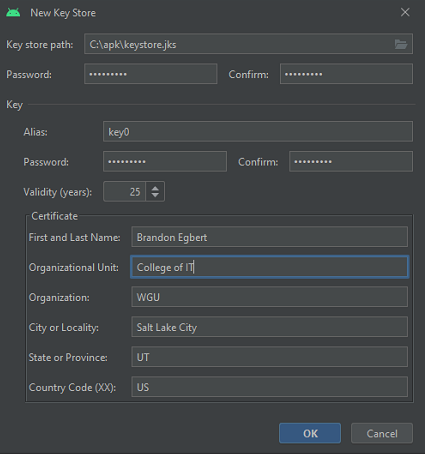 New Key Store
Key store path: C:\apk\keystore.jks
Password: ••••••••• Confirm: •••••••••
Key
Alias: key0
Password: ••••••••• Confirm: •••••••••
Validity (years): 25
Certificate
First and Last Name: Brandon Egbert
Organizational Unit: College of IT
Organization: WGU
City or Locality: Salt Lake City
State or Province: UT
Country Code (XX): US
OK Cancel